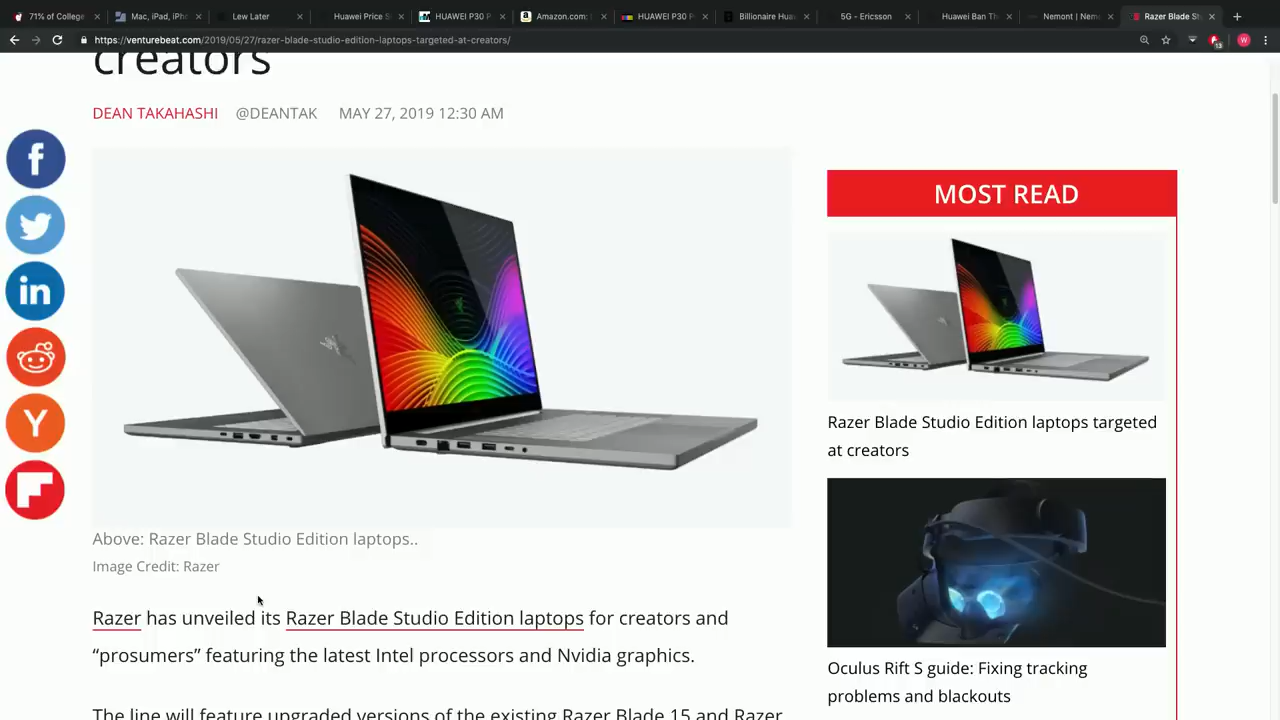 71% of College
Mac, iPad, iPh
Lew Later
Huawei Price S
HUAWEI P30 P
Amazon.com:
HUAWEI P30 P
Billionaire Hua
5G - Ericsson
Huawei Ban Th
Nemont | Nem
Razer Blade St
https://venturebeat.com/2019/05/27/razer-blade-studio-edition-laptops-targeted-at-creators/
13
W
creators
DEAN TAKAHASHI @DEANTAK MAY 27, 2019 12:30 AM
MOST READ
Razer Blade Studio Edition laptops targeted
at creators
Above: Razer Blade Studio Edition laptops..
Image Credit: Razer
Razer has unveiled its Razer Blade Studio Edition laptops for creators and
“prosumers” featuring the latest Intel processors and Nvidia graphics.
Oculus Rift S guide: Fixing tracking
problems and blackouts
The line will feature upgraded versions of the existing Razer Blade 15 and Razer